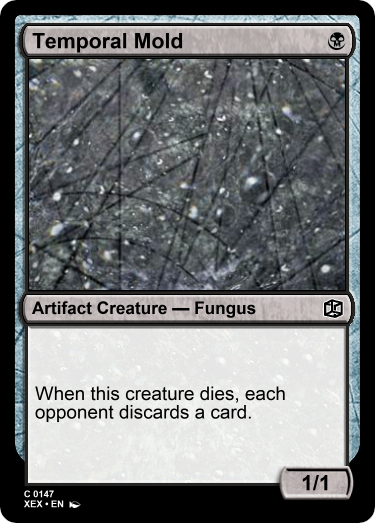 Temporal Mold
Artifact Creature — Fungus
When this creature dies, each
opponent discards a card.
1/1
C 0147
XEX • EN